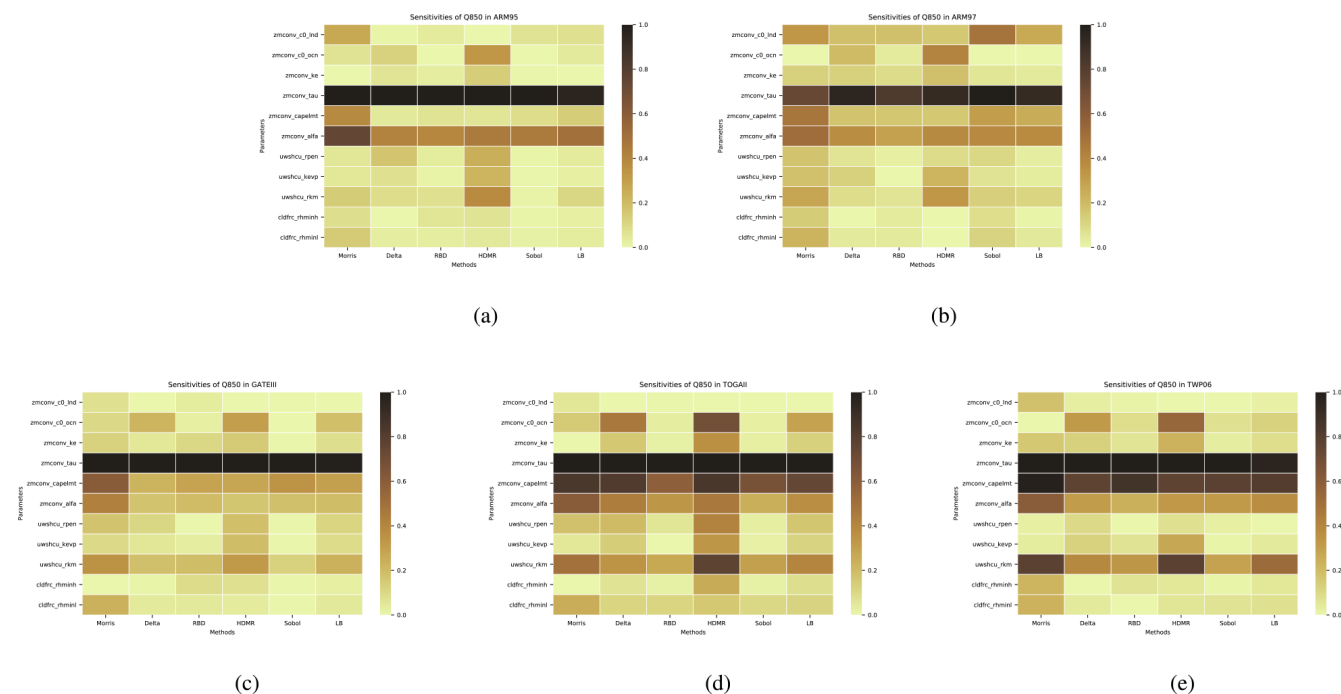 Sensitivities of Q850 in ARM95
Parameters
zmconv_c0_lnd
zmconv_c0_ocn
zmconv_ke
zmconv_tau
zmconv_capelmt
zmconv_alfa
uwshcu_rpen
uwshcu_kevp
uwshcu_rkm
cldfrc_rhminh
cldfrc_rhminl
Morris Delta RBD HDMR Sobol LB
Methods
1.0
0.8
0.6
0.4
0.2
0.0
(a)
Sensitivities of Q850 in ARM97
Parameters
zmconv_c0_lnd
zmconv_c0_ocn
zmconv_ke
zmconv_tau
zmconv_capelmt
zmconv_alfa
uwshcu_rpen
uwshcu_kevp
uwshcu_rkm
cldfrc_rhminh
cldfrc_rhminl
Morris Delta RBD HDMR Sobol LB
Methods
1.0
0.8
0.6
0.4
0.2
0.0
(b)
Sensitivities of Q850 in GATEIII
Parameters
zmconv_c0_lnd
zmconv_c0_ocn
zmconv_ke
zmconv_tau
zmconv_capelmt
zmconv_alfa
uwshcu_rpen
uwshcu_kevp
uwshcu_rkm
cldfrc_rhminh
cldfrc_rhminl
Morris Delta RBD HDMR Sobol LB
Methods
1.0
0.8
0.6
0.4
0.2
0.0
(c)
Sensitivities of Q850 in TOGAII
Parameters
zmconv_c0_lnd
zmconv_c0_ocn
zmconv_ke
zmconv_tau
zmconv_capelmt
zmconv_alfa
uwshcu_rpen
uwshcu_kevp
uwshcu_rkm
cldfrc_rhminh
cldfrc_rhminl
Morris Delta RBD HDMR Sobol LB
Methods
1.0
0.8
0.6
0.4
0.2
0.0
(d)
Sensitivities of Q850 in TWP06
Parameters
zmconv_c0_lnd
zmconv_c0_ocn
zmconv_ke
zmconv_tau
zmconv_capelmt
zmconv_alfa
uwshcu_rpen
uwshcu_kevp
uwshcu_rkm
cldfrc_rhminh
cldfrc_rhminl
Morris Delta RBD HDMR Sobol LB
Methods
1.0
0.8
0.6
0.4
0.2
0.0
(e)